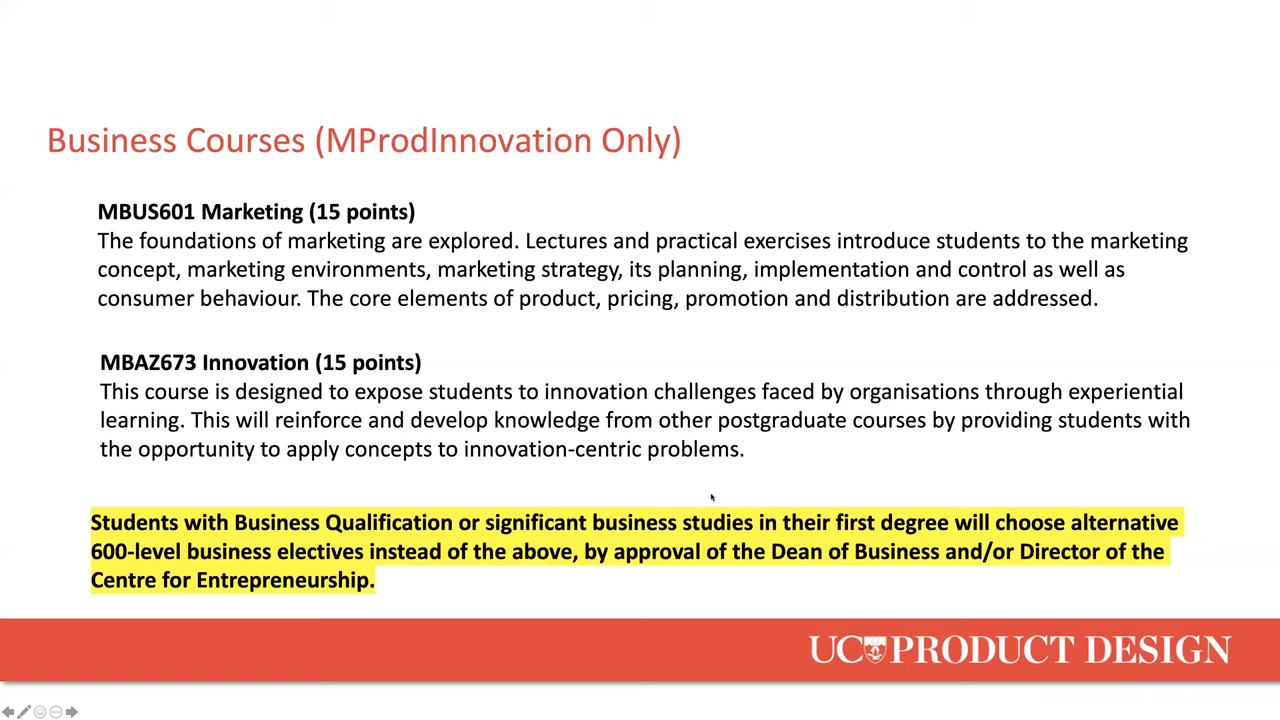 Business Courses (MProdInnovation Only)
MBUS601 Marketing (15 points)
The foundations of marketing are explored. Lectures and practical exercises introduce students to the marketing
concept, marketing environments, marketing strategy, its planning, implementation and control as well as
consumer behaviour. The core elements of product, pricing, promotion and distribution are addressed.
MBAZ673 Innovation (15 points)
This course is designed to expose students to innovation challenges faced by organisations through experiential
learning. This will reinforce and develop knowledge from other postgraduate courses by providing students with
the opportunity to apply concepts to innovation-centric problems.
Students with Business Qualification or significant business studies in their first degree will choose alternative
600-level business electives instead of the above, by approval of the Dean of Business and/or Director of the
Centre for Entrepreneurship.
UC PRODUCT DESIGN